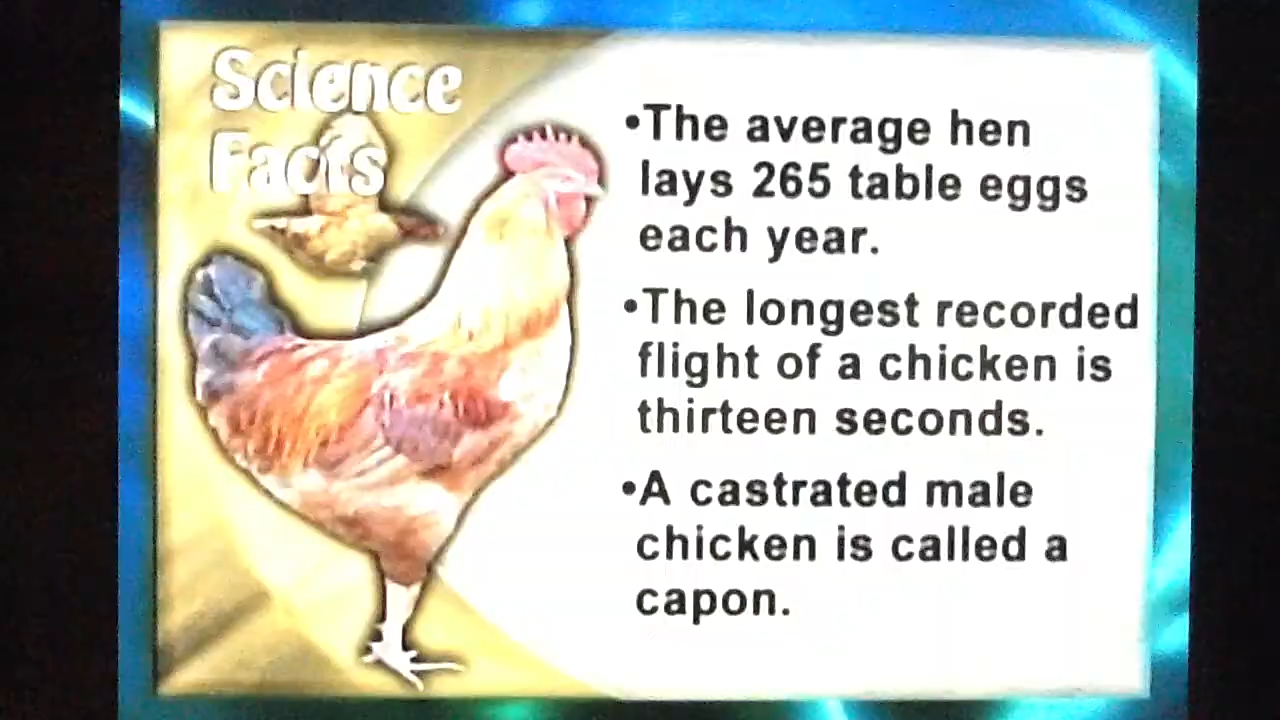 Science
Facts
•The average hen
lays 265 table eggs
each year.
•The longest recorded
flight of a chicken is
thirteen seconds.
•A castrated male
chicken is called a
capon.